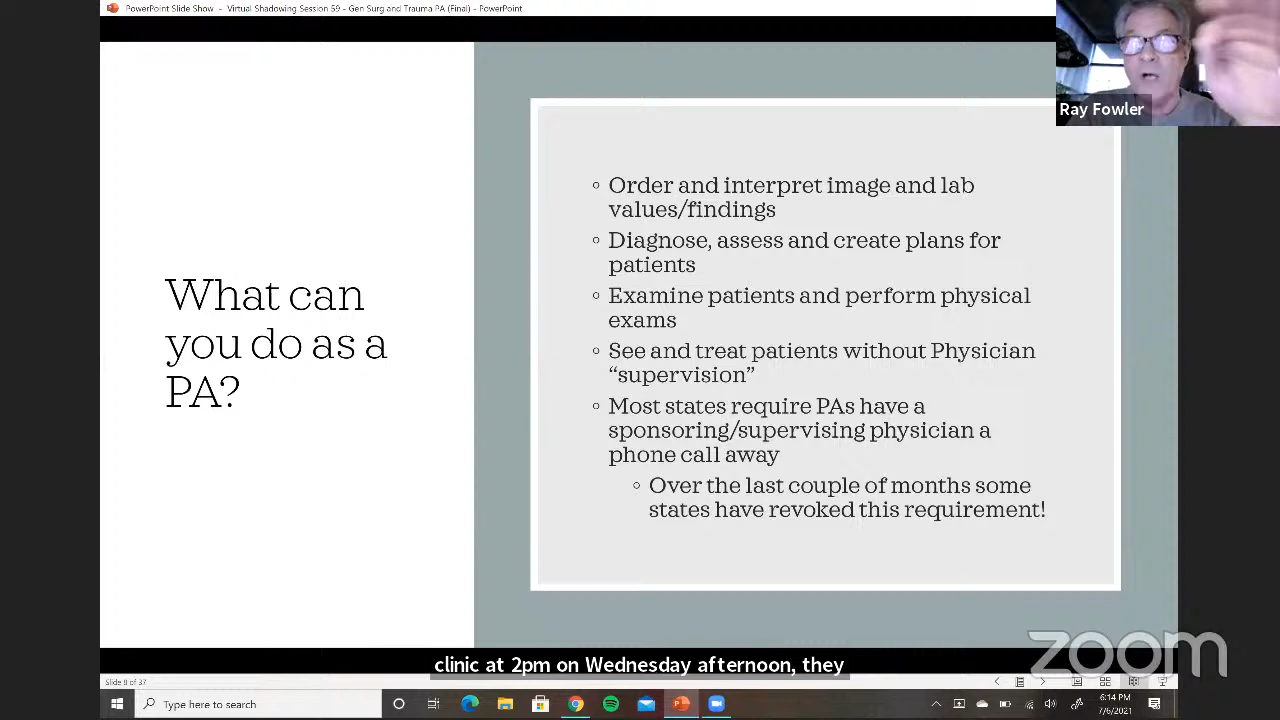 PowerPoint Slide Show - Virtual Shadowing Session 59 - Gen Surg and Trauma PA (Final) - PowerPoint
Ray Fowler
What can
you do as a
PA?
◦ Order and interpret image and lab
values/findings
◦ Diagnose, assess and create plans for
patients
◦ Examine patients and perform physical
exams
◦ See and treat patients without Physician
“supervision”
◦ Most states require PAs have a
sponsoring/supervising physician a
phone call away
◦ Over the last couple of months some
states have revoked this requirement!
zoom
clinic at 2pm on Wednesday afternoon, they
Slide 8 of 37
Type here to search
6:14 PM
7/6/2021